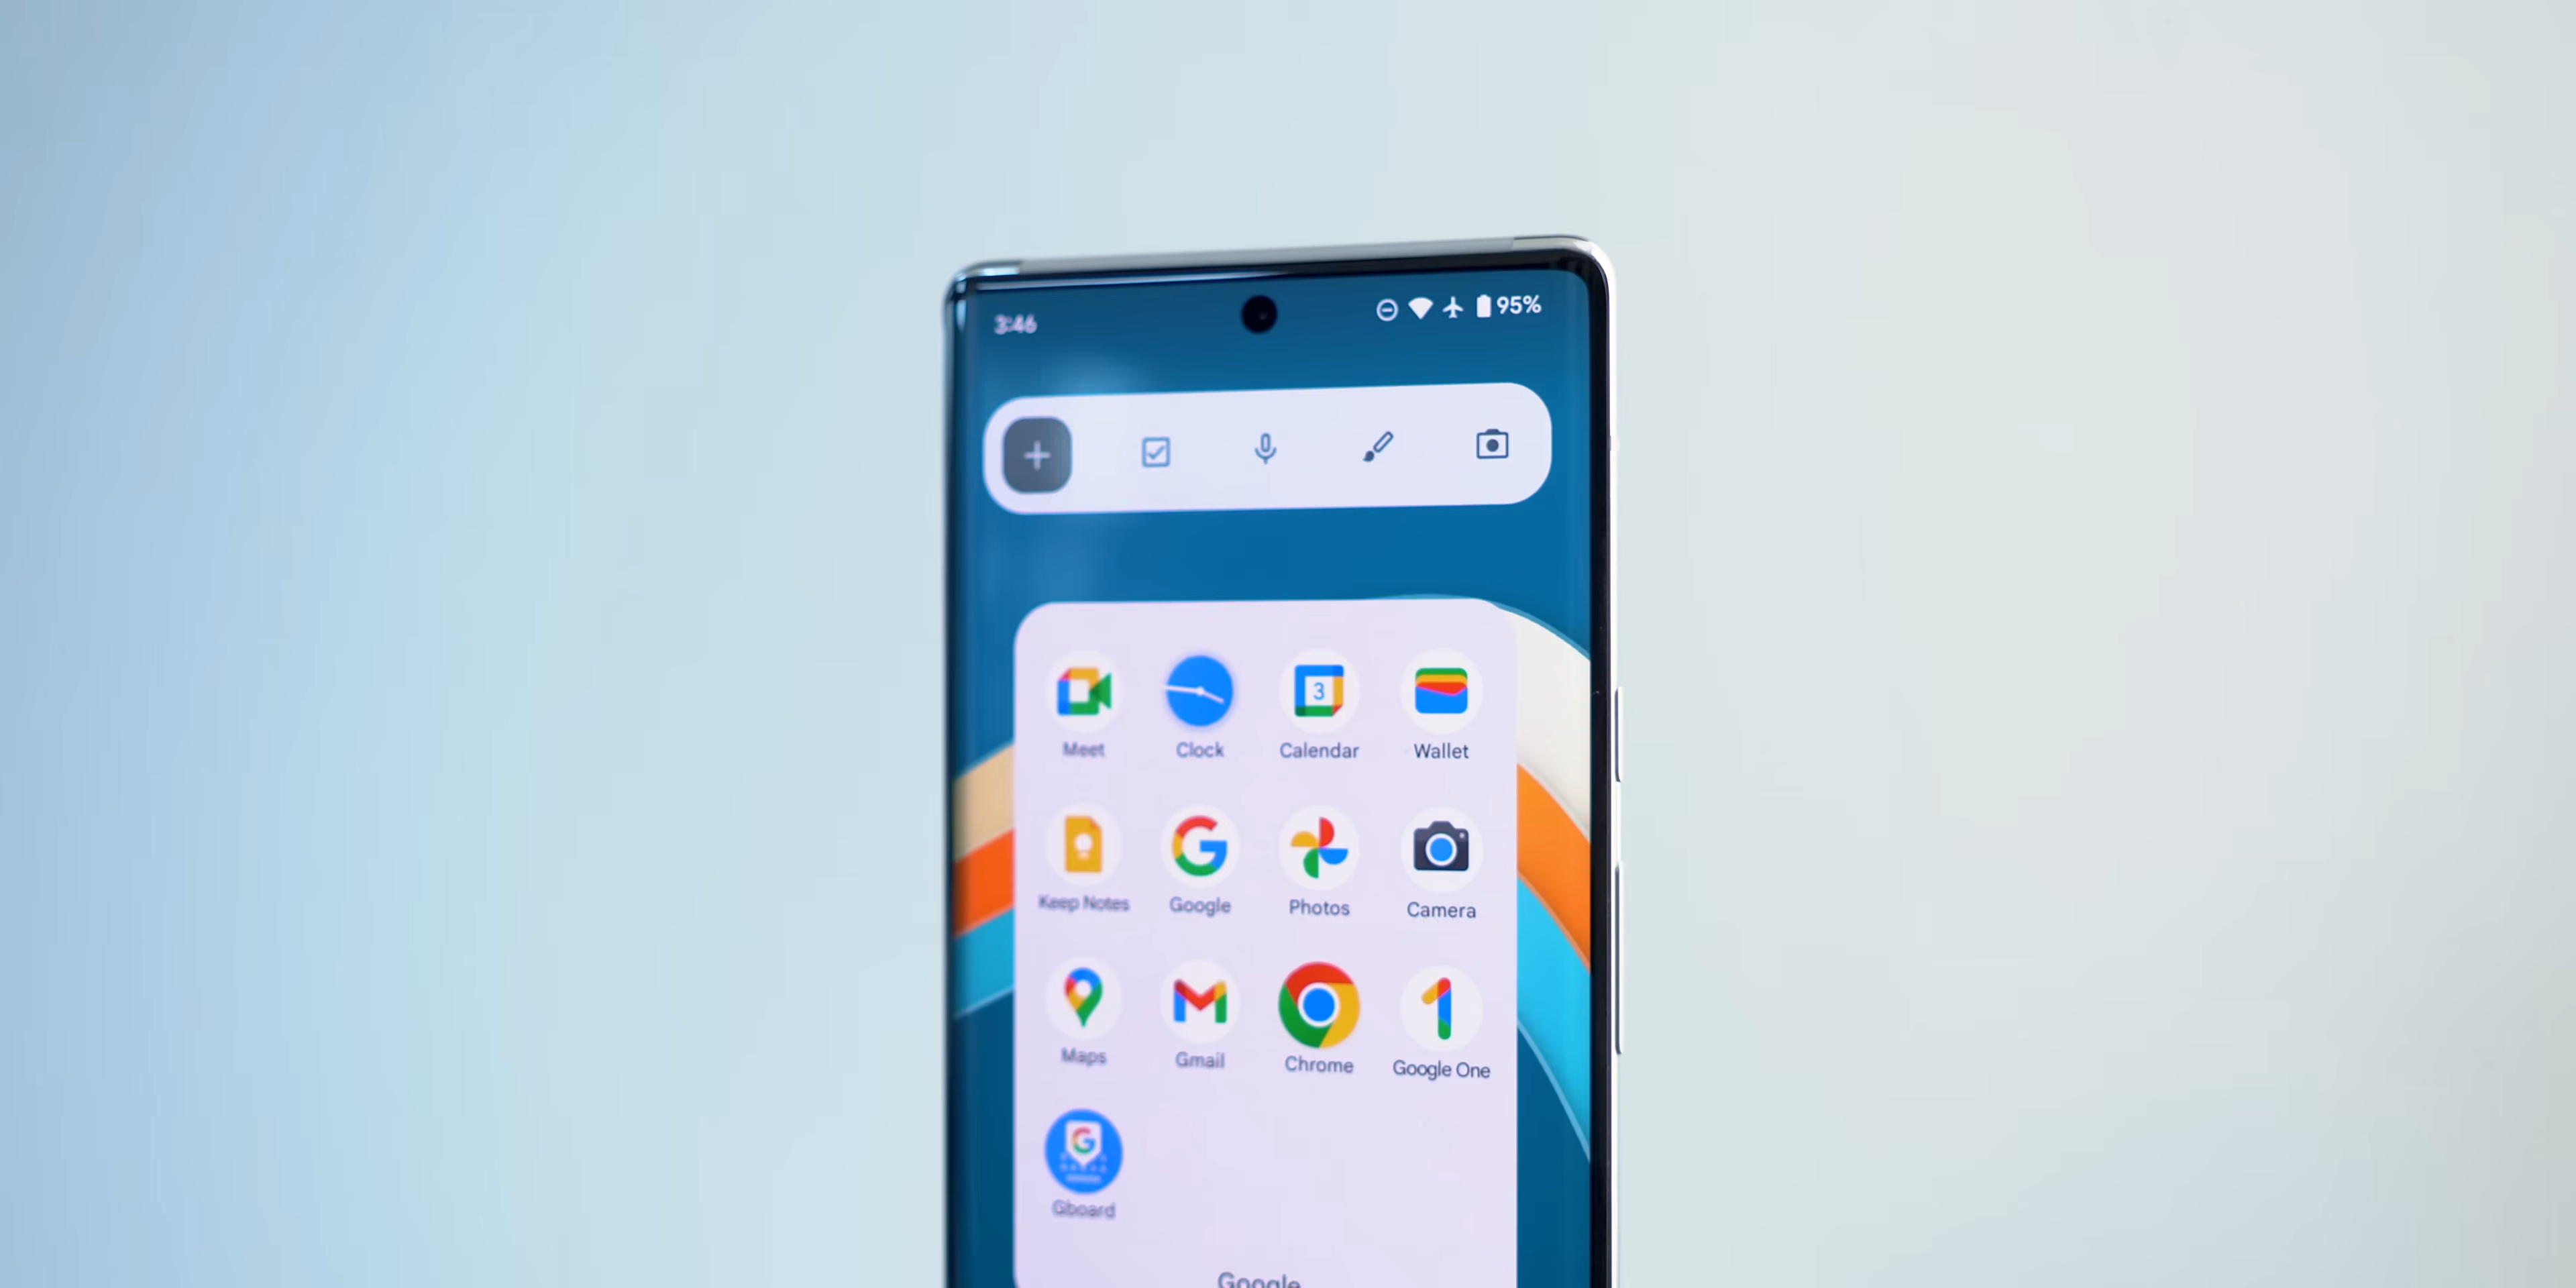 3:46 95%
3
Meet Clock Calendar Wallet
Keep Notes Google Photos Camera
Maps Gmail Chrome Google One
Gboard
Google